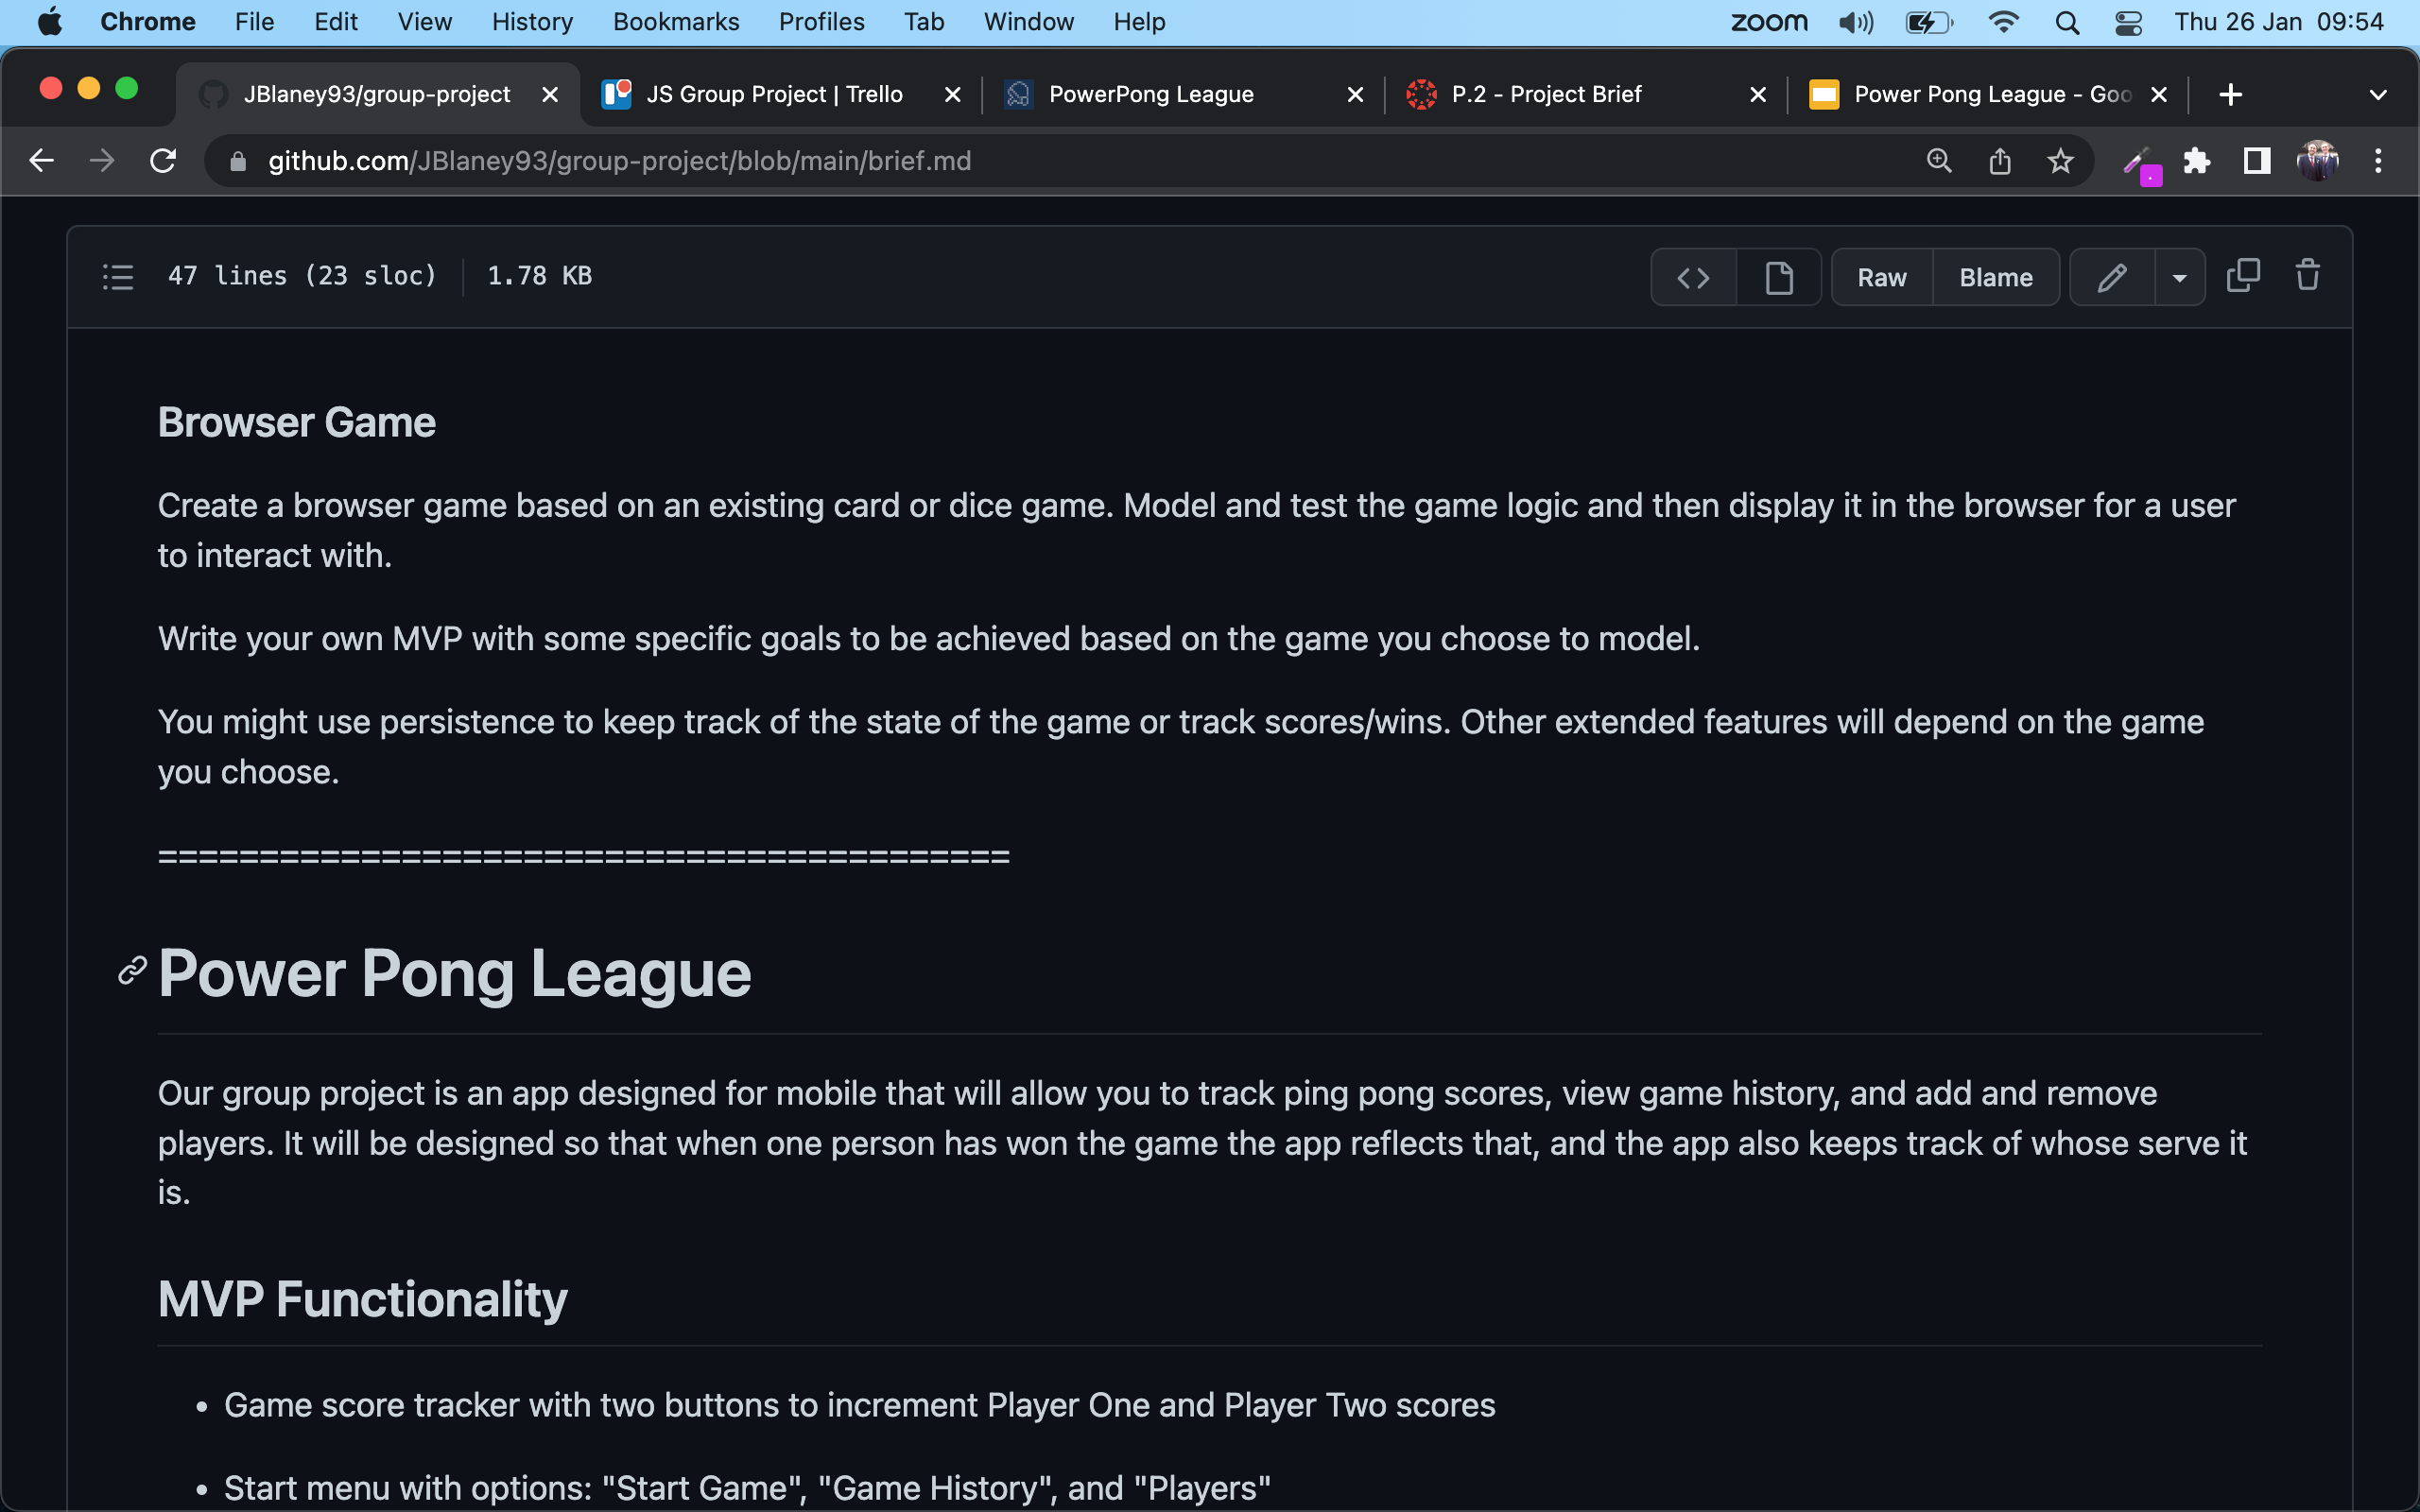 Chrome File Edit View History Bookmarks Profiles Tab Window Help zoom Thu 26 Jan 09:54
JBlaney93/group-project JS Group Project | Trello PowerPong League P.2 - Project Brief Power Pong League - Goo
github.com/JBlaney93/group-project/blob/main/brief.md
47 lines (23 sloc) 1.78 KB Raw Blame
Browser Game
Create a browser game based on an existing card or dice game. Model and test the game logic and then display it in the browser for a user
to interact with.
Write your own MVP with some specific goals to be achieved based on the game you choose to model.
You might use persistence to keep track of the state of the game or track scores/wins. Other extended features will depend on the game
you choose.
==========================================
Power Pong League
Our group project is an app designed for mobile that will allow you to track ping pong scores, view game history, and add and remove
players. It will be designed so that when one person has won the game the app reflects that, and the app also keeps track of whose serve it
is.
MVP Functionality
• Game score tracker with two buttons to increment Player One and Player Two scores
• Start menu with options: "Start Game", "Game History", and "Players"